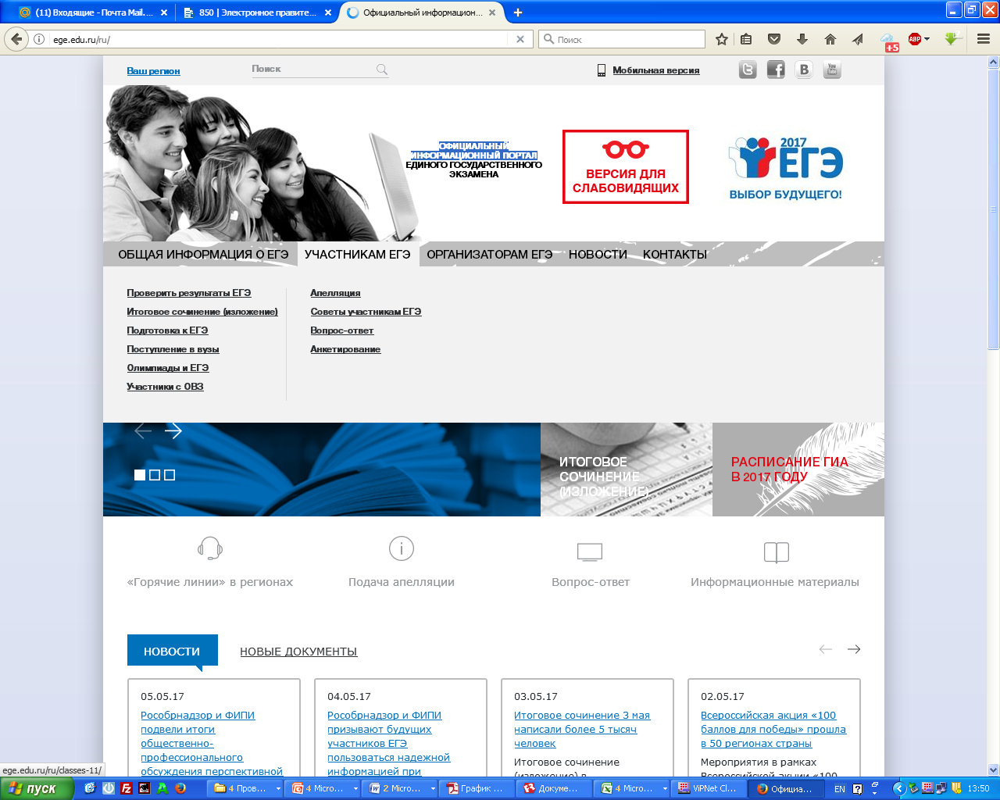 (11) Входящие - Почта Mail....
850 | Электронное правите...
Официальный информацион...
ege.edu.ru/ru/
Поиск
ABP
+5
Ваш регион
Поиск
Мобильная версия
You
ОФИЦИАЛЬНЫЙ
ИНФОРМАЦИОННЫЙ ПОРТАЛ
ЕДИНОГО ГОСУДАРСТВЕННОГО
ЭКЗАМЕНА
ВЕРСИЯ ДЛЯ
СЛАБОВИДЯЩИХ
2017
ЕГЭ
ВЫБОР БУДУЩЕГО!
ОБЩАЯ ИНФОРМАЦИЯ О ЕГЭ
УЧАСТНИКАМ ЕГЭ
ОРГАНИЗАТОРАМ ЕГЭ
НОВОСТИ
КОНТАКТЫ
Проверить результаты ЕГЭ
Итоговое сочинение (изложение)
Подготовка к ЕГЭ
Поступление в вузы
Олимпиады и ЕГЭ
Участники с ОВЗ
Апелляция
Советы участникам ЕГЭ
Вопрос-ответ
Анкетирование
ИТОГОВОЕ
СОЧИНЕНИЕ
(ИЗЛОЖЕНИЕ)
РАСПИСАНИЕ ГИА
В 2017 ГОДУ
«Горячие линии» в регионах
Подача апелляции
Вопрос-ответ
Информационные материалы
НОВОСТИ
НОВЫЕ ДОКУМЕНТЫ
05.05.17
Рособрнадзор и ФИПИ
подвели итоги
общественно-
профессионального
обсуждения перспективной
04.05.17
Рособрнадзор и ФИПИ
призывают будущих
участников ЕГЭ
пользоваться надежной
информацией при
03.05.17
Итоговое сочинение 3 мая
написали более 5 тысяч
человек
Итоговое сочинение
(изложение) в
02.05.17
Всероссийская акция «100
баллов для победы» прошла
в 50 регионах страны
Мероприятия в рамках
Всероссийской акции «100
ege.edu.ru/ru/classes-11/
пуск
4 Пров...
4 Micro...
2 Micro...
График ...
Докуме...
4 Micro...
ViPNet Cl...
Официа...
EN
13:50